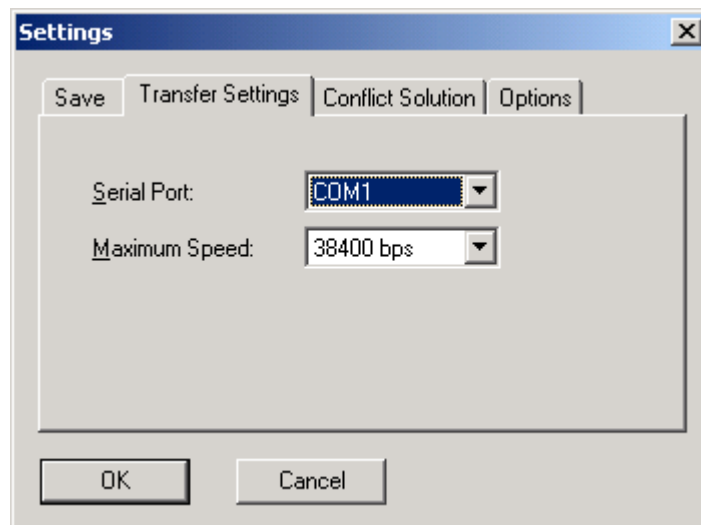 Settings
Save Transfer Settings Conflict Solution Options
Serial Port: COM1
Maximum Speed: 38400 bps
OK Cancel